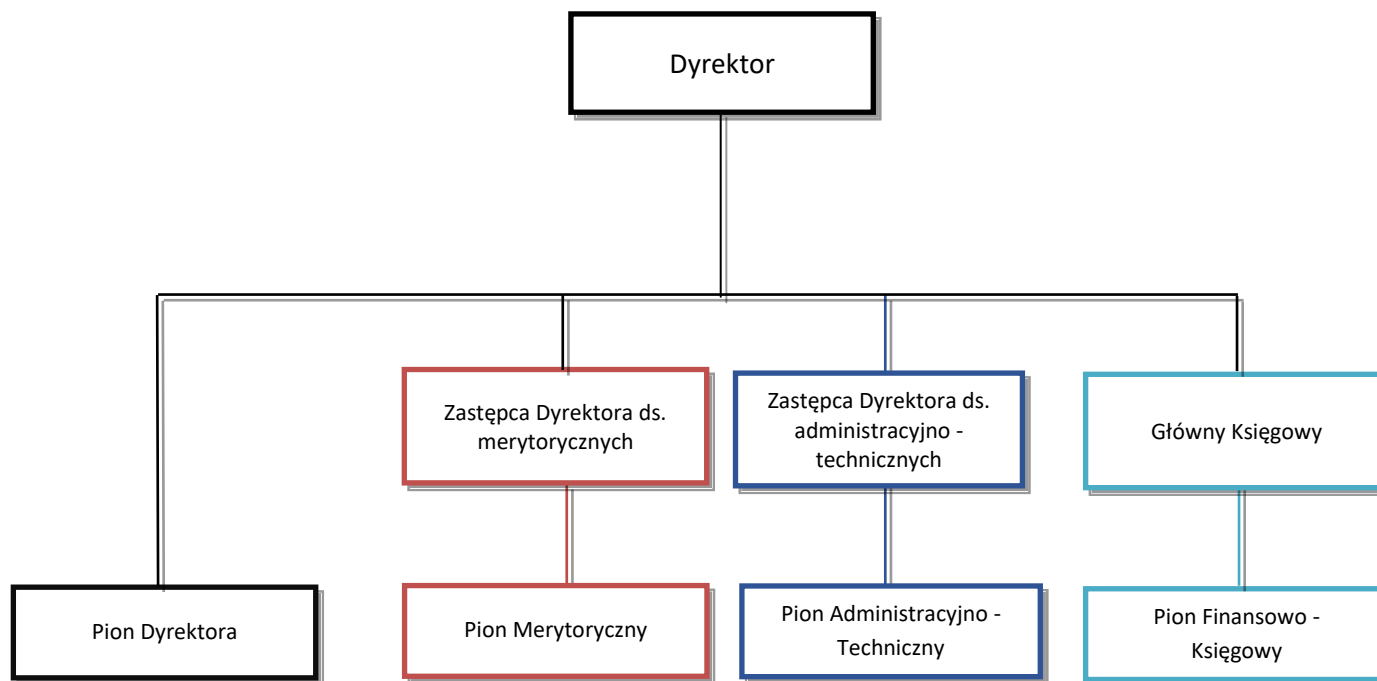 Dyrektor
Zastępca Dyrektora ds.
merytorycznych
Zastępca Dyrektora ds.
administracyjno -
technicznych
Główny Księgowy
Pion Dyrektora
Pion Merytoryczny
Pion Administracyjno -
Techniczny
Pion Finansowo -
Księgowy